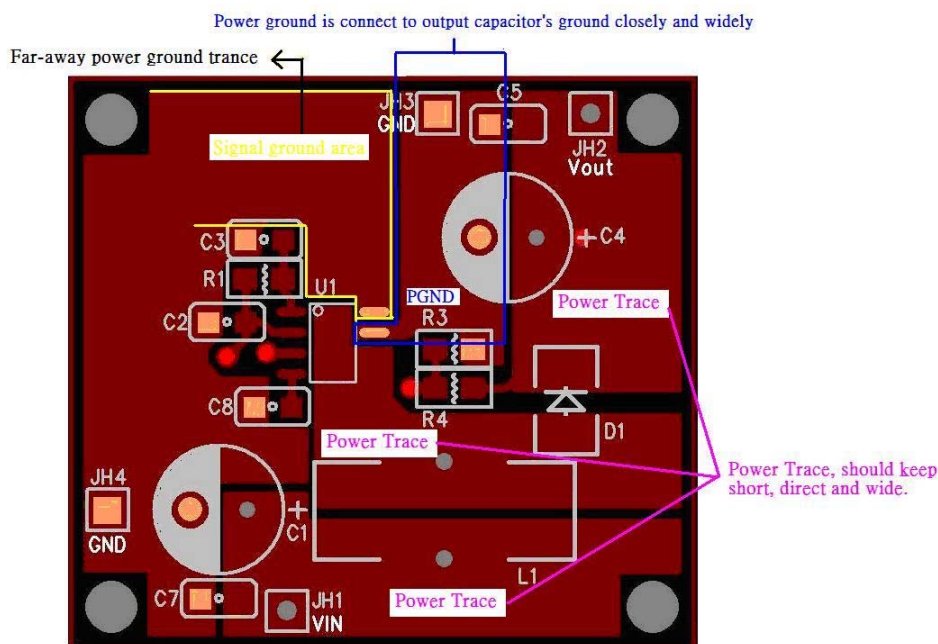 Power ground is connect to output capacitor's ground closely and widely
Far-away power ground trance
JH3
GND
C5
JH2
Vout
Signal ground area
C3
C4
R1
U1
PGND
Power Trace
C2
R3
C8
R4
D1
Power Trace
Power Trace, should keep
short, direct and wide.
JH4
GND
C1
L1
C7
JH1
VIN
Power Trace